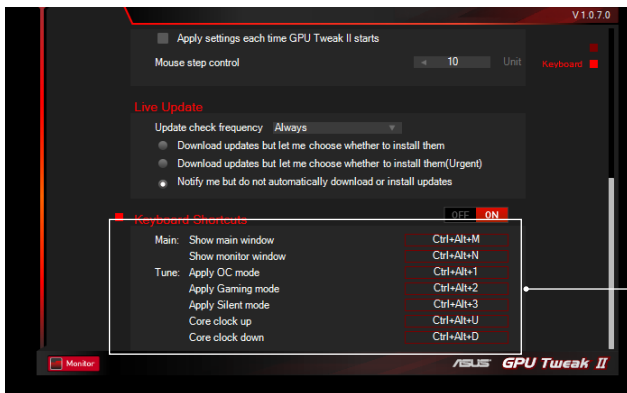 V 1.0.7.0
Apply settings each time GPU Tweak II starts
Mouse step control 10 Unit
Keyboard
Live Update
Update check frequency Always
Download updates but let me choose whether to install them
Download updates but let me choose whether to install them(Urgent)
Notify me but do not automatically download or install updates
Keyboard Shortcuts OFF ON
Main: Show main window Ctrl+Alt+M
Show monitor window Ctrl+Alt+N
Tune: Apply OC mode Ctrl+Alt+1
Apply Gaming mode Ctrl+Alt+2
Apply Silent mode Ctrl+Alt+3
Core clock up Ctrl+Alt+U
Core clock down Ctrl+Alt+D
Monitor ASUS GPU Tweak II